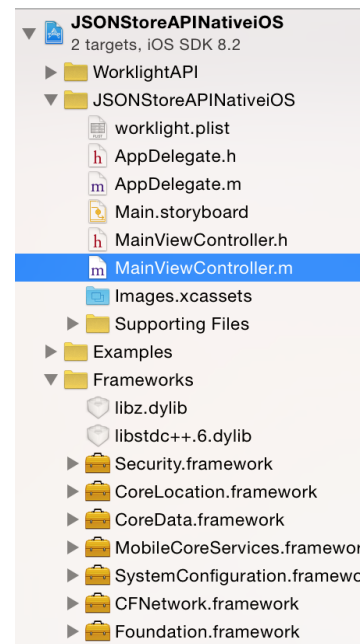 JSONStoreAPINativeiOS
2 targets, iOS SDK 8.2
WorklightAPI
JSONStoreAPINativeiOS
worklight.plist
h AppDelegate.h
m AppDelegate.m
Main.storyboard
h MainViewController.h
m MainViewController.m
Images.xcassets
Supporting Files
Examples
Frameworks
libz.dylib
libstdc++.6.dylib
Security.framework
CoreLocation.framework
CoreData.framework
MobileCoreServices.framewor
SystemConfiguration.framewo
CFNetwork.framework
Foundation.framework